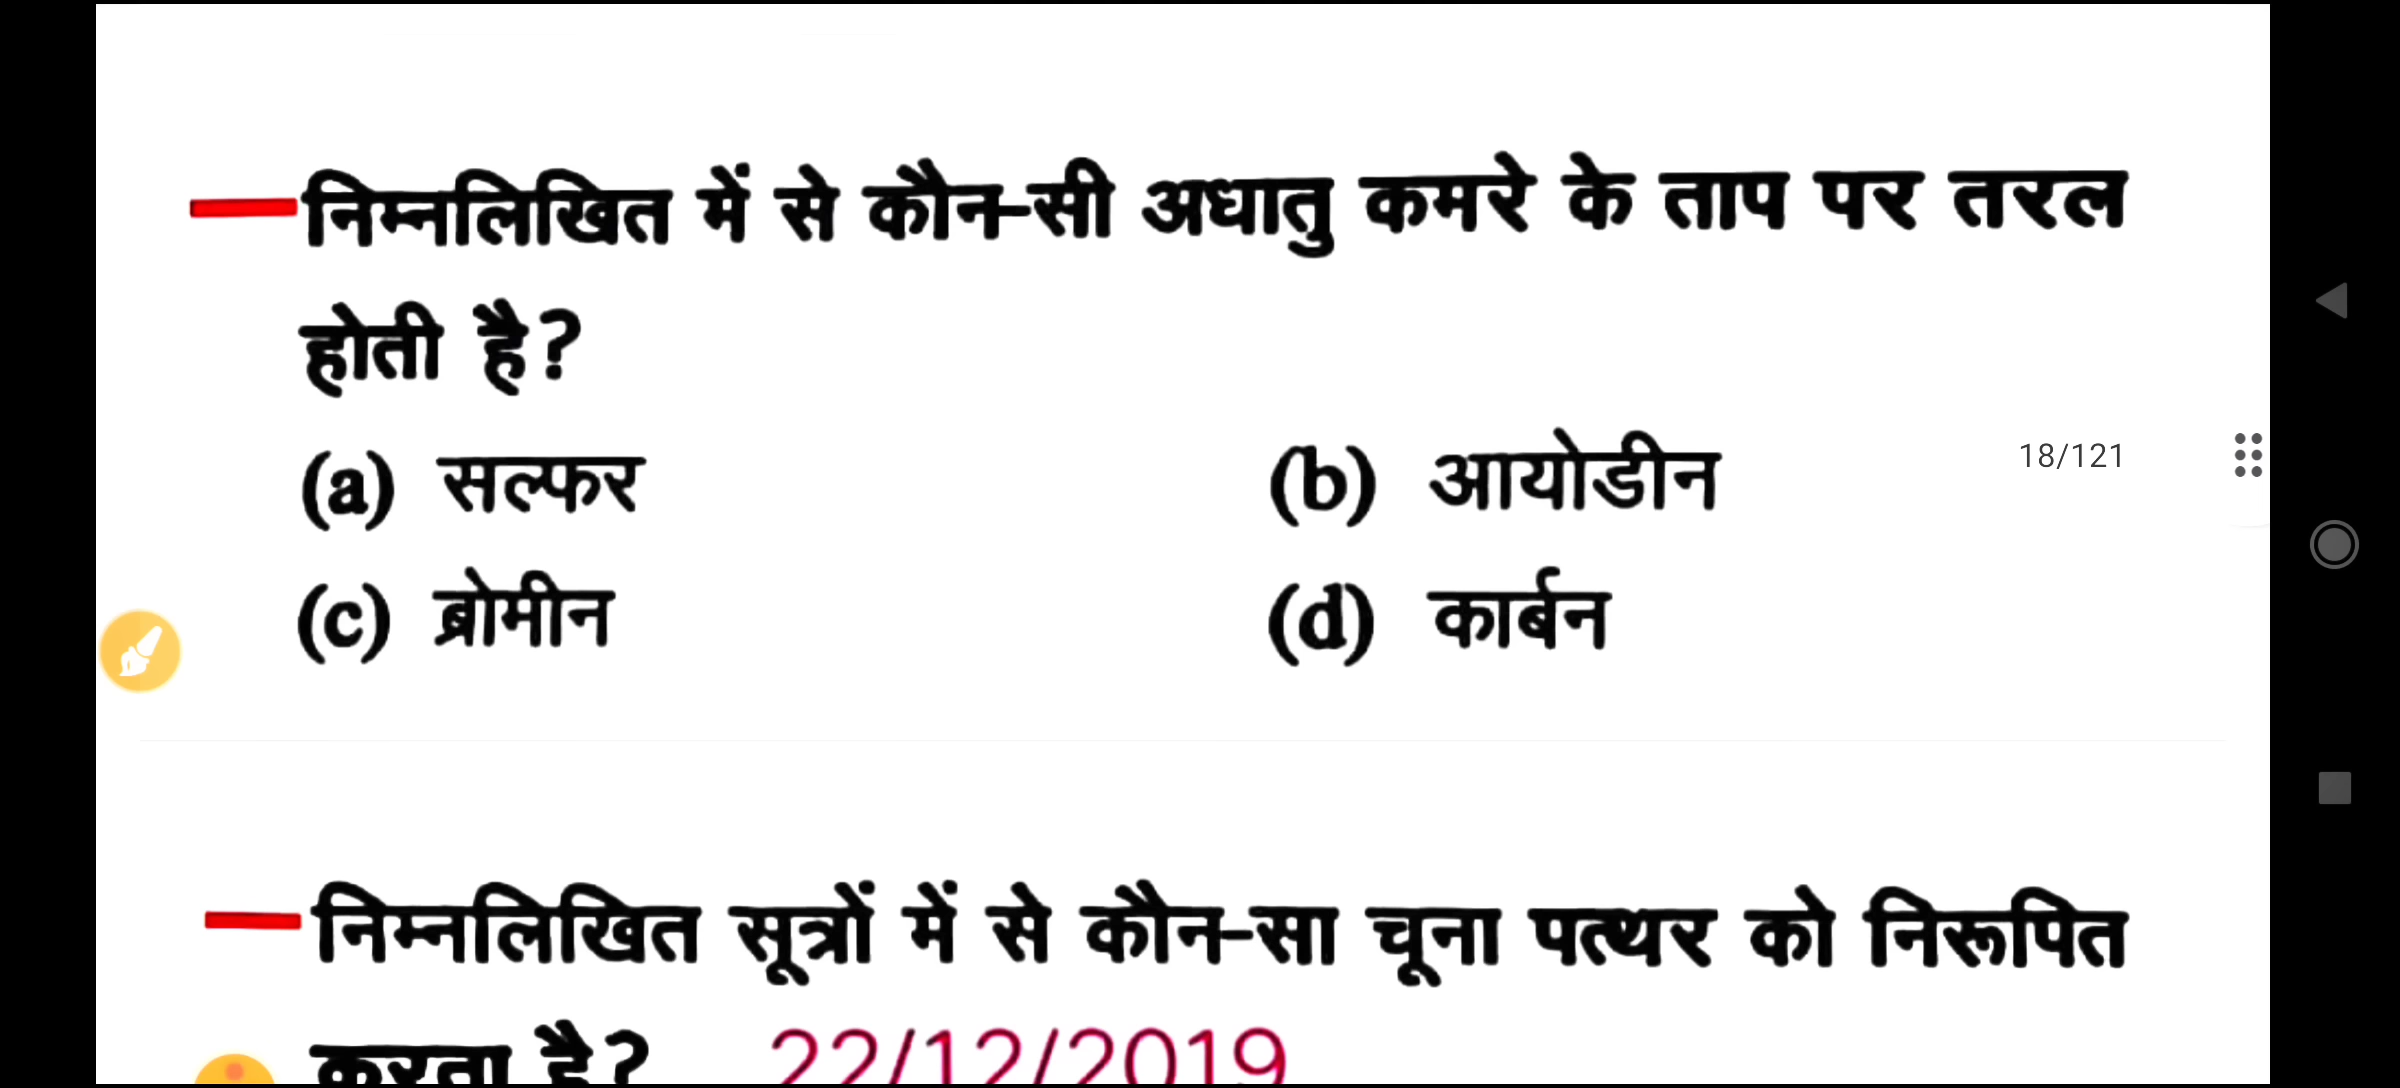 निम्नलिखित में से कौन-सी अधातु कमरे के ताप पर तरल
होती है?
(a) सल्फर (b) आयोडीन
18/121
(c) ब्रोमीन (d) कार्बन
निम्नलिखित सूत्रों में से कौन-सा चूना पत्थर को निरूपित
करता है? 22/12/2019